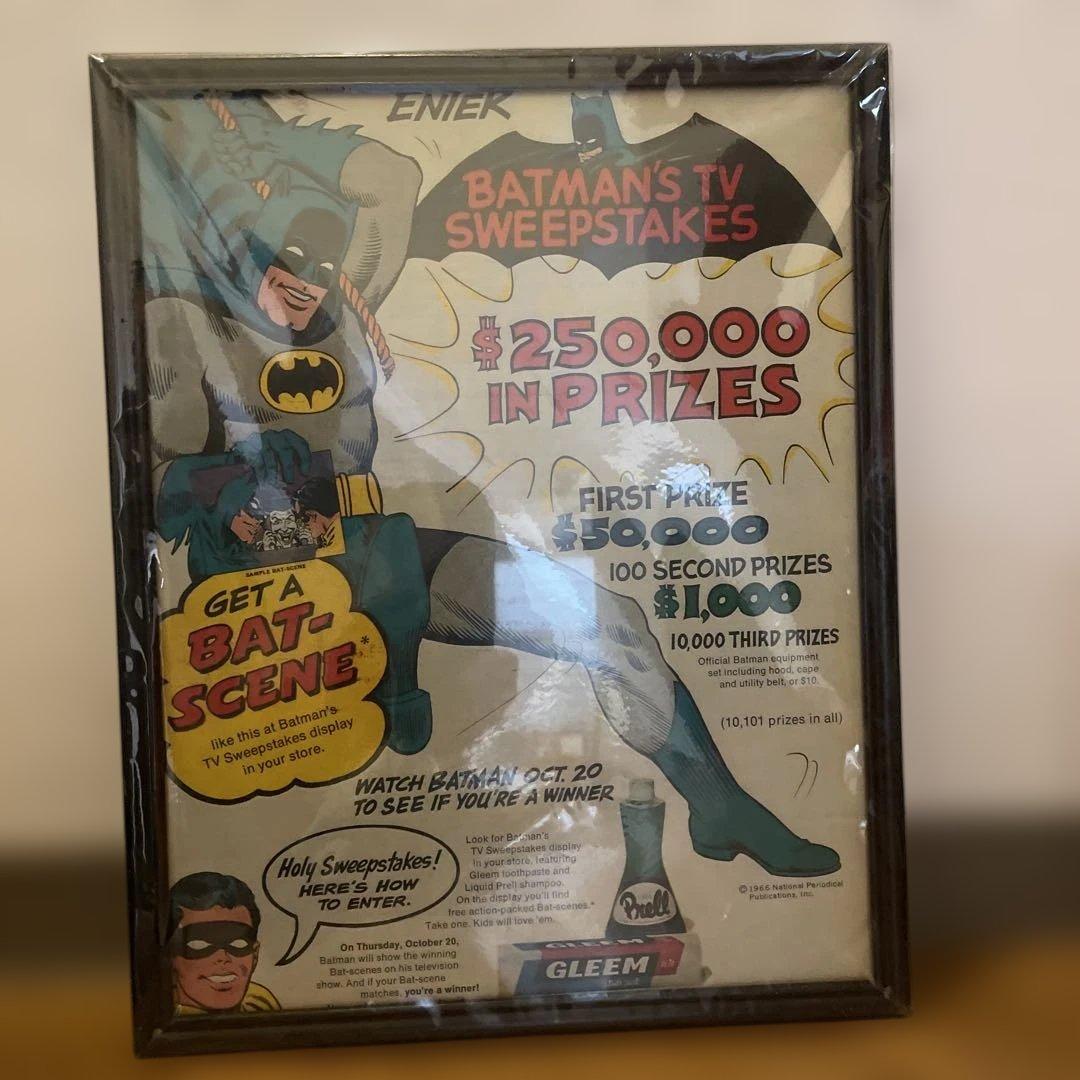 ENTER
BATMAN'S TV
SWEEPSTAKES
$250,000
IN PRIZES
FIRST PRIZE
$50,000
100 SECOND PRIZES
$1,000
10,000 THIRD PRIZES
Official Batman equipment
set including hood, cape
and utility belt, or $10.
(10,101 prizes in all)
SAMPLE BAT-SCENE
GET A
BAT-
SCENE*
like this at Batman's
TV Sweepstakes display
in your store.
WATCH BATMAN OCT. 20
TO SEE IF YOU'RE A WINNER
Holy Sweepstakes!
HERE'S HOW
TO ENTER.
Look for Batman's
TV Sweepstakes display
in your store, featuring
Gleem toothpaste and
Liquid Prell shampoo.
On the display you'll find
free action-packed Bat-scenes.*
Take one. Kids will love 'em.
On Thursday, October 20,
Batman will show the winning
Bat-scenes on his television
show. And if your Bat-scene
matches, you're a winner!
Prell
GLEEM
GLEEM
©1966 National Periodical
Publications, Inc.